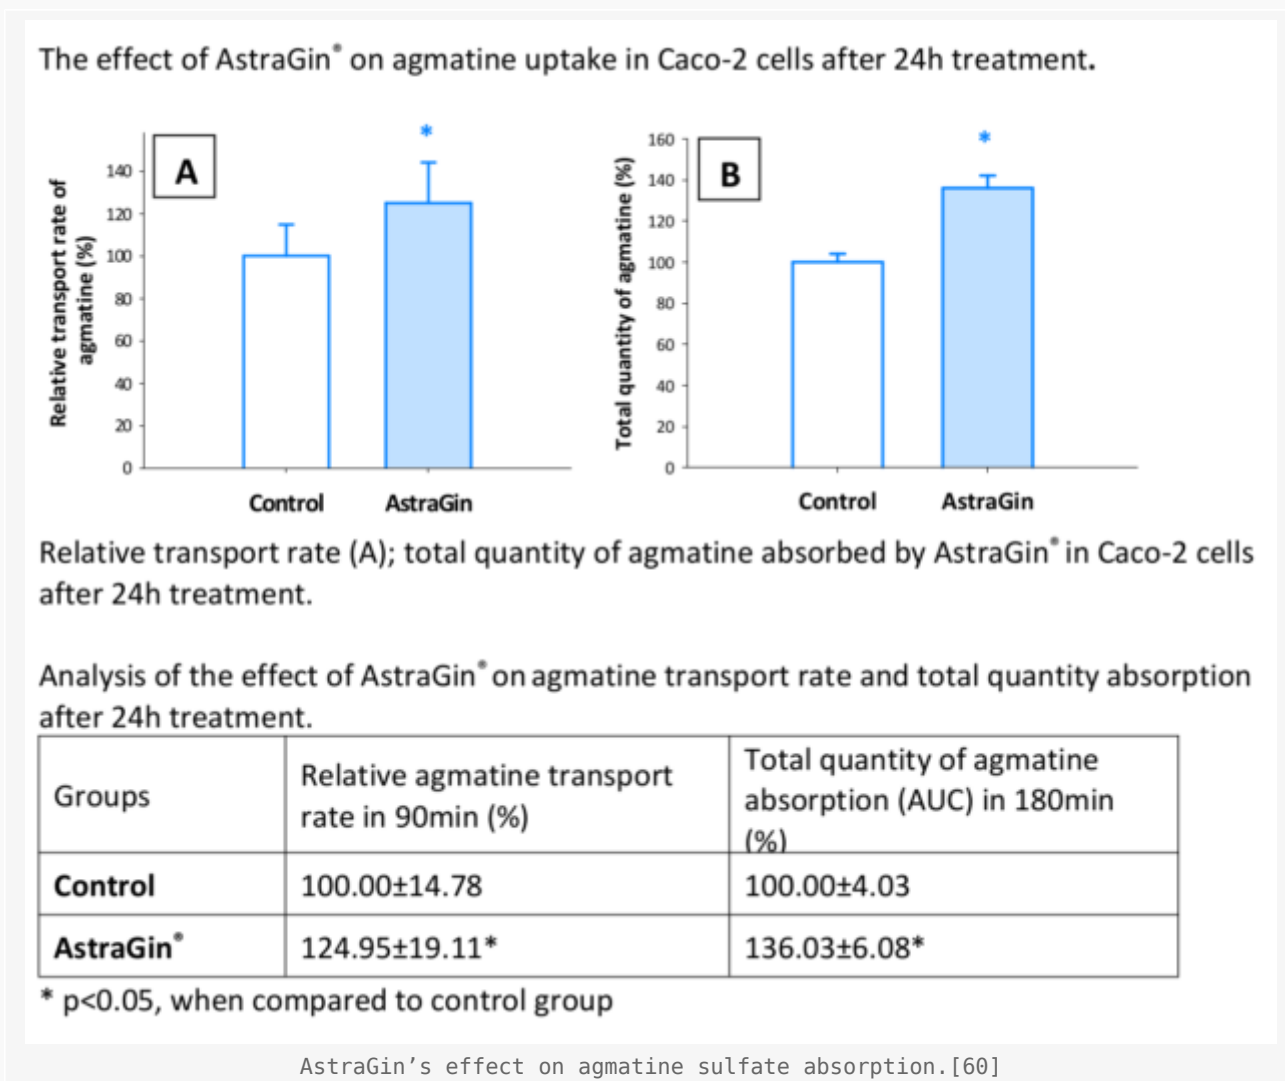 The effect of AstraGin® on agmatine uptake in Caco-2 cells after 24h treatment.
A
*
Relative transport rate of
agmatine (%)
140
120
100
80
60
40
20
0
Control AstraGin
B
*
Total quantity of agmatine (%)
160
140
120
100
80
60
40
20
0
Control AstraGin
Relative transport rate (A); total quantity of agmatine absorbed by AstraGin® in Caco-2 cells
after 24h treatment.
Analysis of the effect of AstraGin® on agmatine transport rate and total quantity absorption
after 24h treatment.
Groups
Relative agmatine transport
rate in 90min (%)
Total quantity of agmatine
absorption (AUC) in 180min
(%)
Control 100.00±14.78 100.00±4.03
AstraGin® 124.95±19.11* 136.03±6.08*
* p<0.05, when compared to control group
AstraGin’s effect on agmatine sulfate absorption.[60]